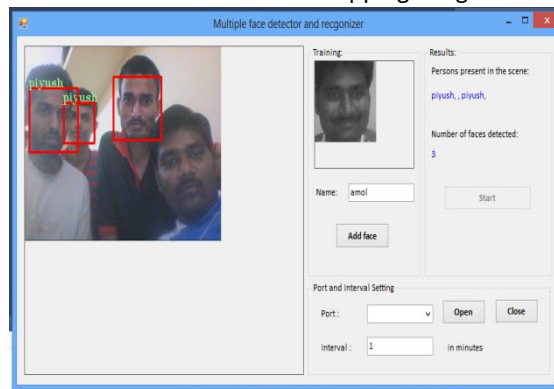 Multiple face detector and recgonizer
piyush
piyush
Training:
Name: amol
Add face
Results:
Persons present in the scene:
piyush, , piyush,
Number of faces detected:
3
Start
Port and Interval Setting
Port :
Open
Close
Interval : 1 in minutes